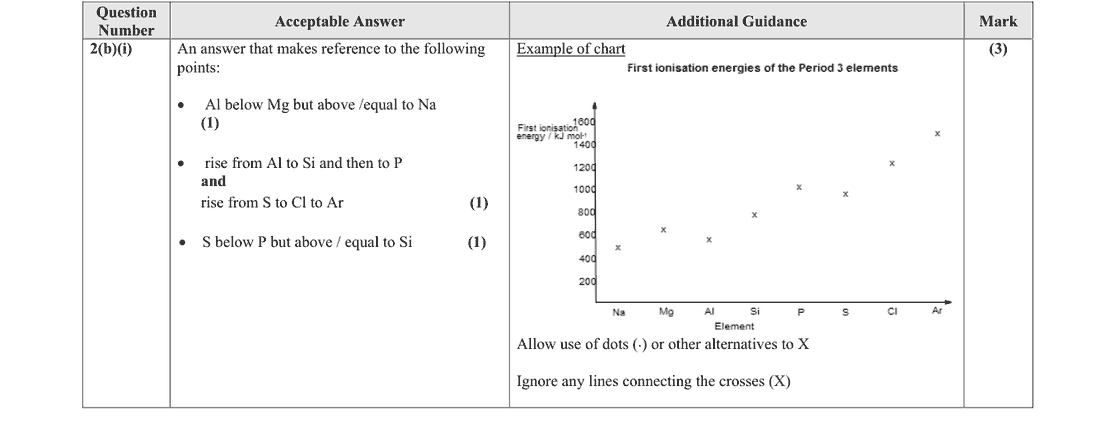 Question
Number
Acceptable Answer
Additional Guidance
Mark
2(b)(i)
An answer that makes reference to the following
points:
• Al below Mg but above /equal to Na
(1)
• rise from Al to Si and then to P
and
rise from S to Cl to Ar (1)
• S below P but above / equal to Si (1)
Example of chart
First ionisation energies of the Period 3 elements
First ionisation
energy / kJ mol⁻¹
1600
1400
1200
1000
800
600
400
200
x x x x x x x x
Na Mg Al Si P S Cl Ar
Element
Allow use of dots (·) or other alternatives to X
Ignore any lines connecting the crosses (X)
(3)